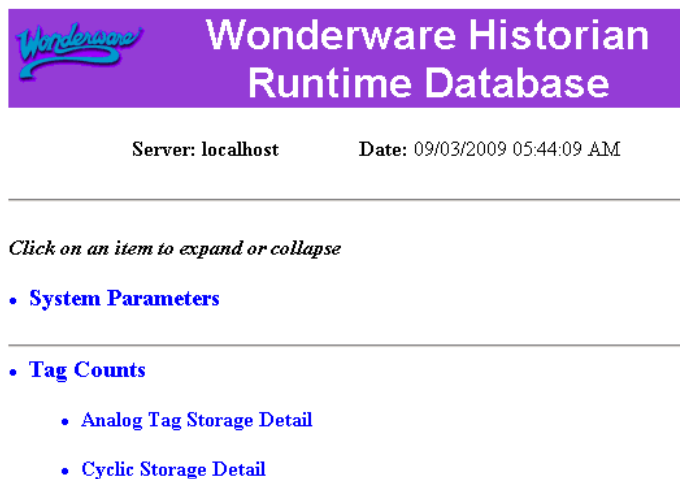 Wonderware
Wonderware Historian
Runtime Database
Server: localhost Date: 09/03/2009 05:44:09 AM
Click on an item to expand or collapse
• System Parameters
• Tag Counts
• Analog Tag Storage Detail
• Cyclic Storage Detail